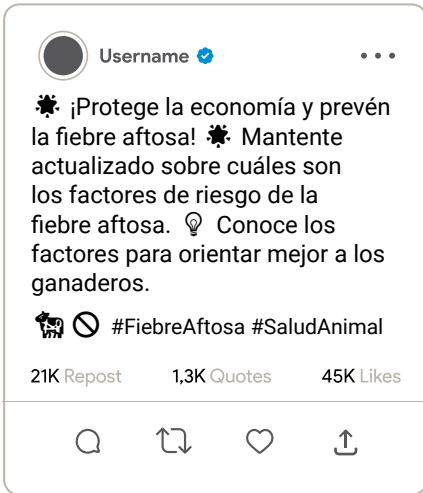 Username
🌟 ¡Protege la economía y prevén
la fiebre aftosa! 🌟 Mantente
actualizado sobre cuáles son
los factores de riesgo de la
fiebre aftosa. 💡 Conoce los
factores para orientar mejor a los
ganaderos.
🐄 🚫 #FiebreAftosa #SaludAnimal
21K Repost 1,3K Quotes 45K Likes